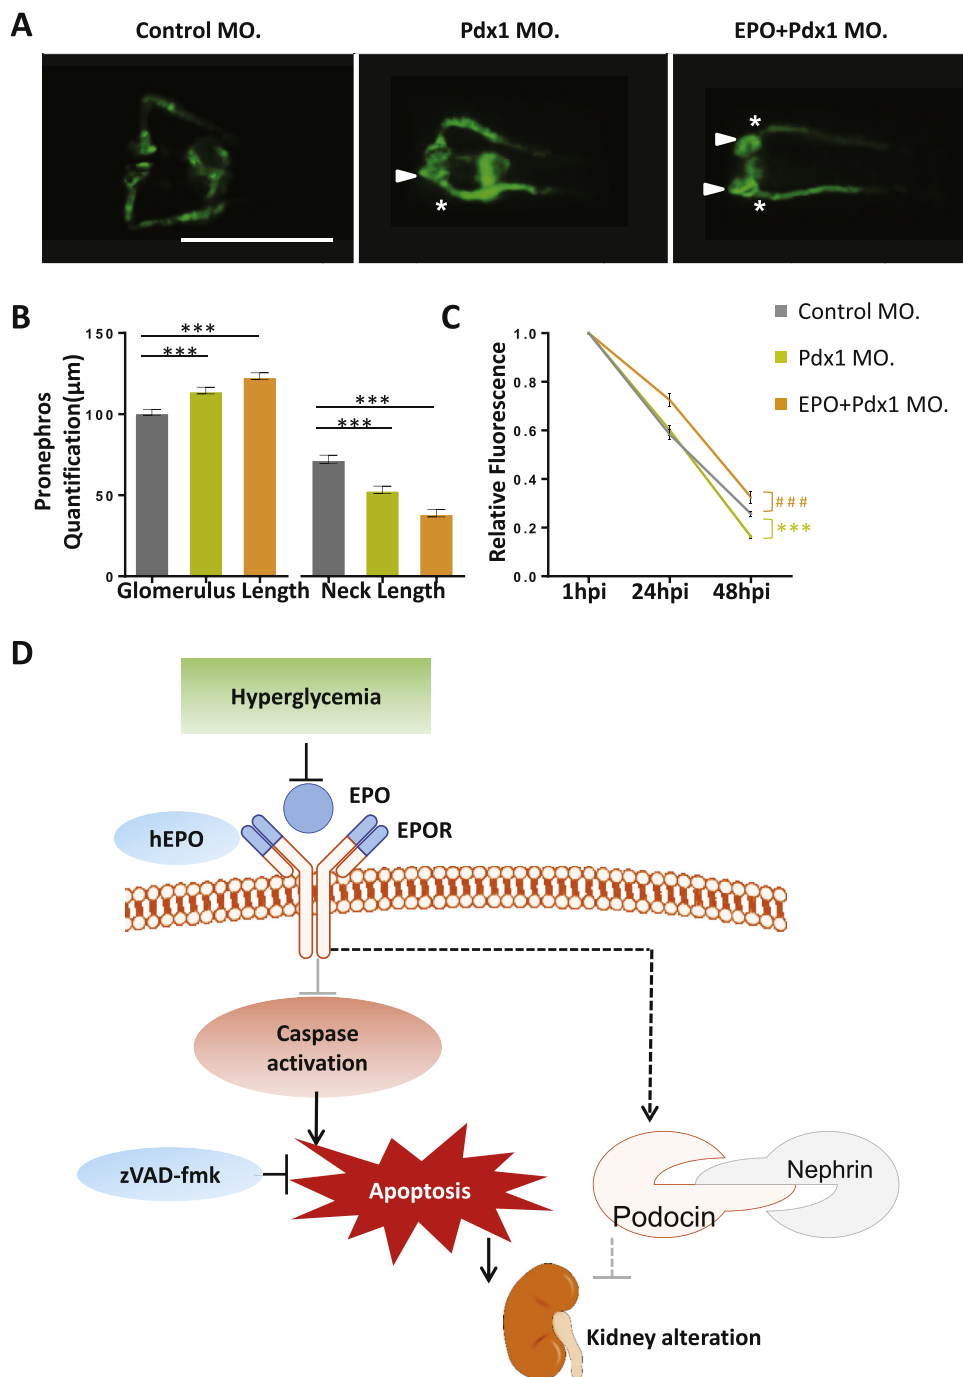 A
Control MO.
Pdx1 MO.
EPO+Pdx1 MO.
*
*
*
B
Pronephros
Quantification(μm)
150
100
50
0
***
***
***
***
Glomerulus Length
Neck Length
C
Relative Fluorescence
1.0
0.8
0.6
0.4
0.2
0.0
1hpi
24hpi
48hpi
###
***
Control MO.
Pdx1 MO.
EPO+Pdx1 MO.
D
Hyperglycemia
EPO
hEPO
EPOR
Caspase
activation
zVAD-fmk
Apoptosis
Nephrin
Podocin
Kidney alteration